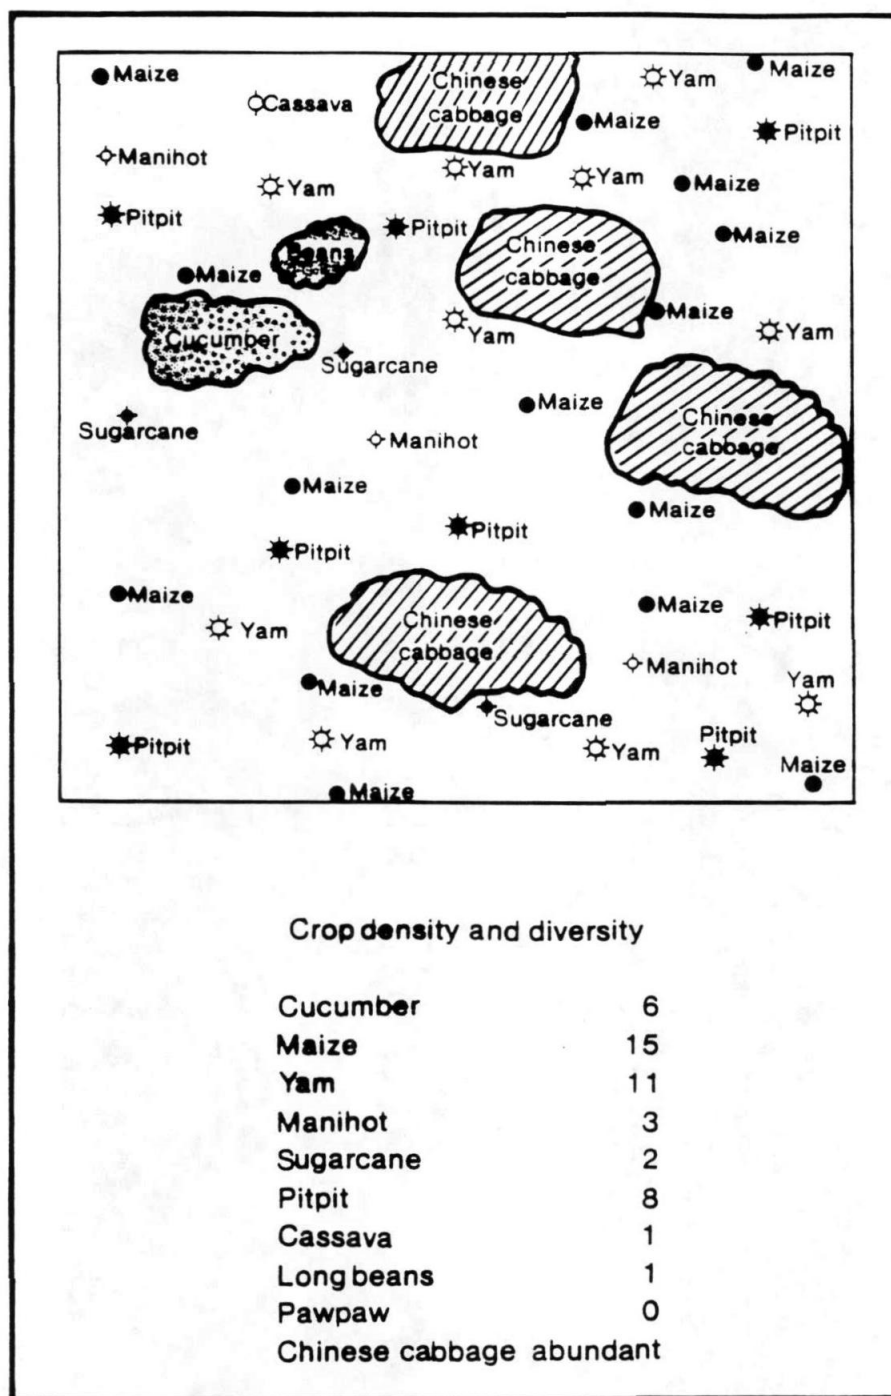 Maize
Cassava
Chinese
cabbage
Yam
Maize
Maize
Pitpit
Manihot
Yam
Yam
Yam
Maize
Pitpit
Pitpit
Maize
Beans
Chinese
cabbage
Maize
Maize
Cucumber
Yam
Yam
Sugarcane
Maize
Sugarcane
Chinese
cabbage
Manihot
Maize
Maize
Pitpit
Pitpit
Maize
Maize
Pitpit
Yam
Chinese
cabbage
Manihot
Maize
Yam
Sugarcane
Pitpit
Yam
Yam
Pitpit
Maize
Maize
Crop density and diversity
Cucumber 6
Maize 15
Yam 11
Manihot 3
Sugarcane 2
Pitpit 8
Cassava 1
Long beans 1
Pawpaw 0
Chinese cabbage abundant